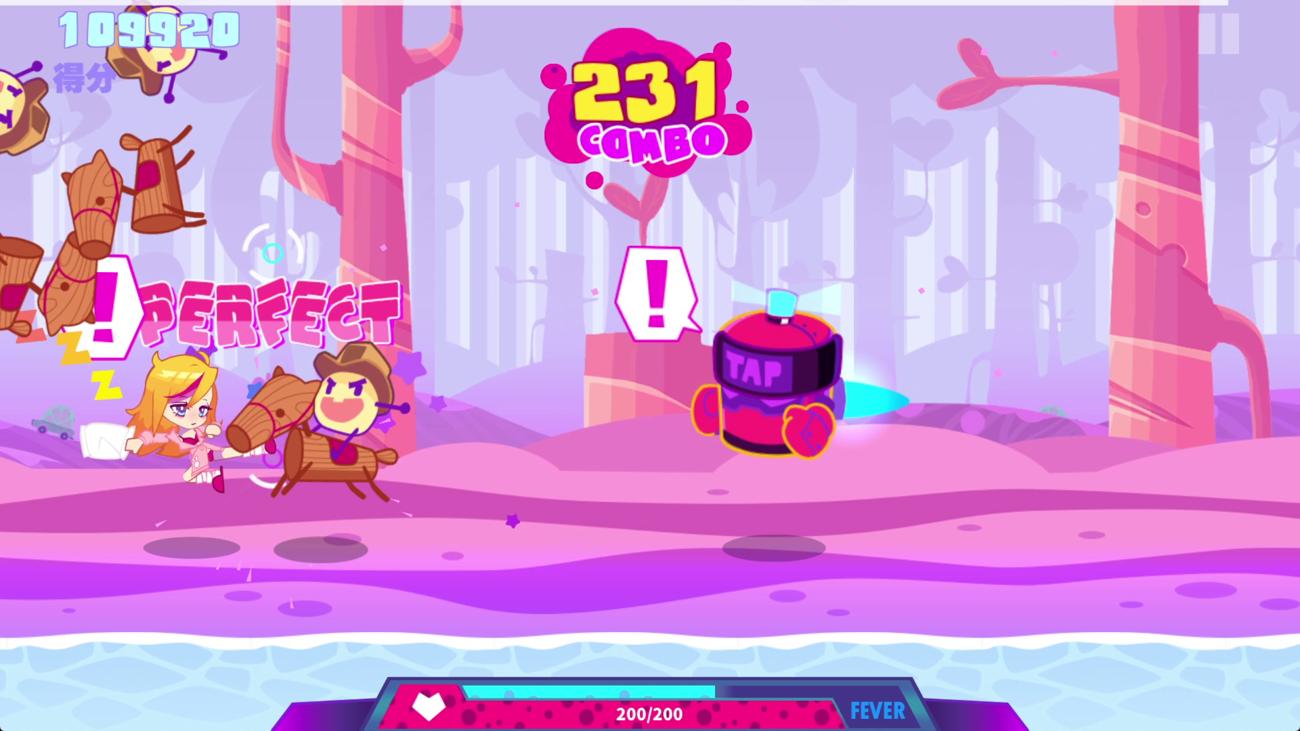 109920
得分
231
COMBO
!
!
PERFECT
TAP
Z
Z
Z
200/200
FEVER